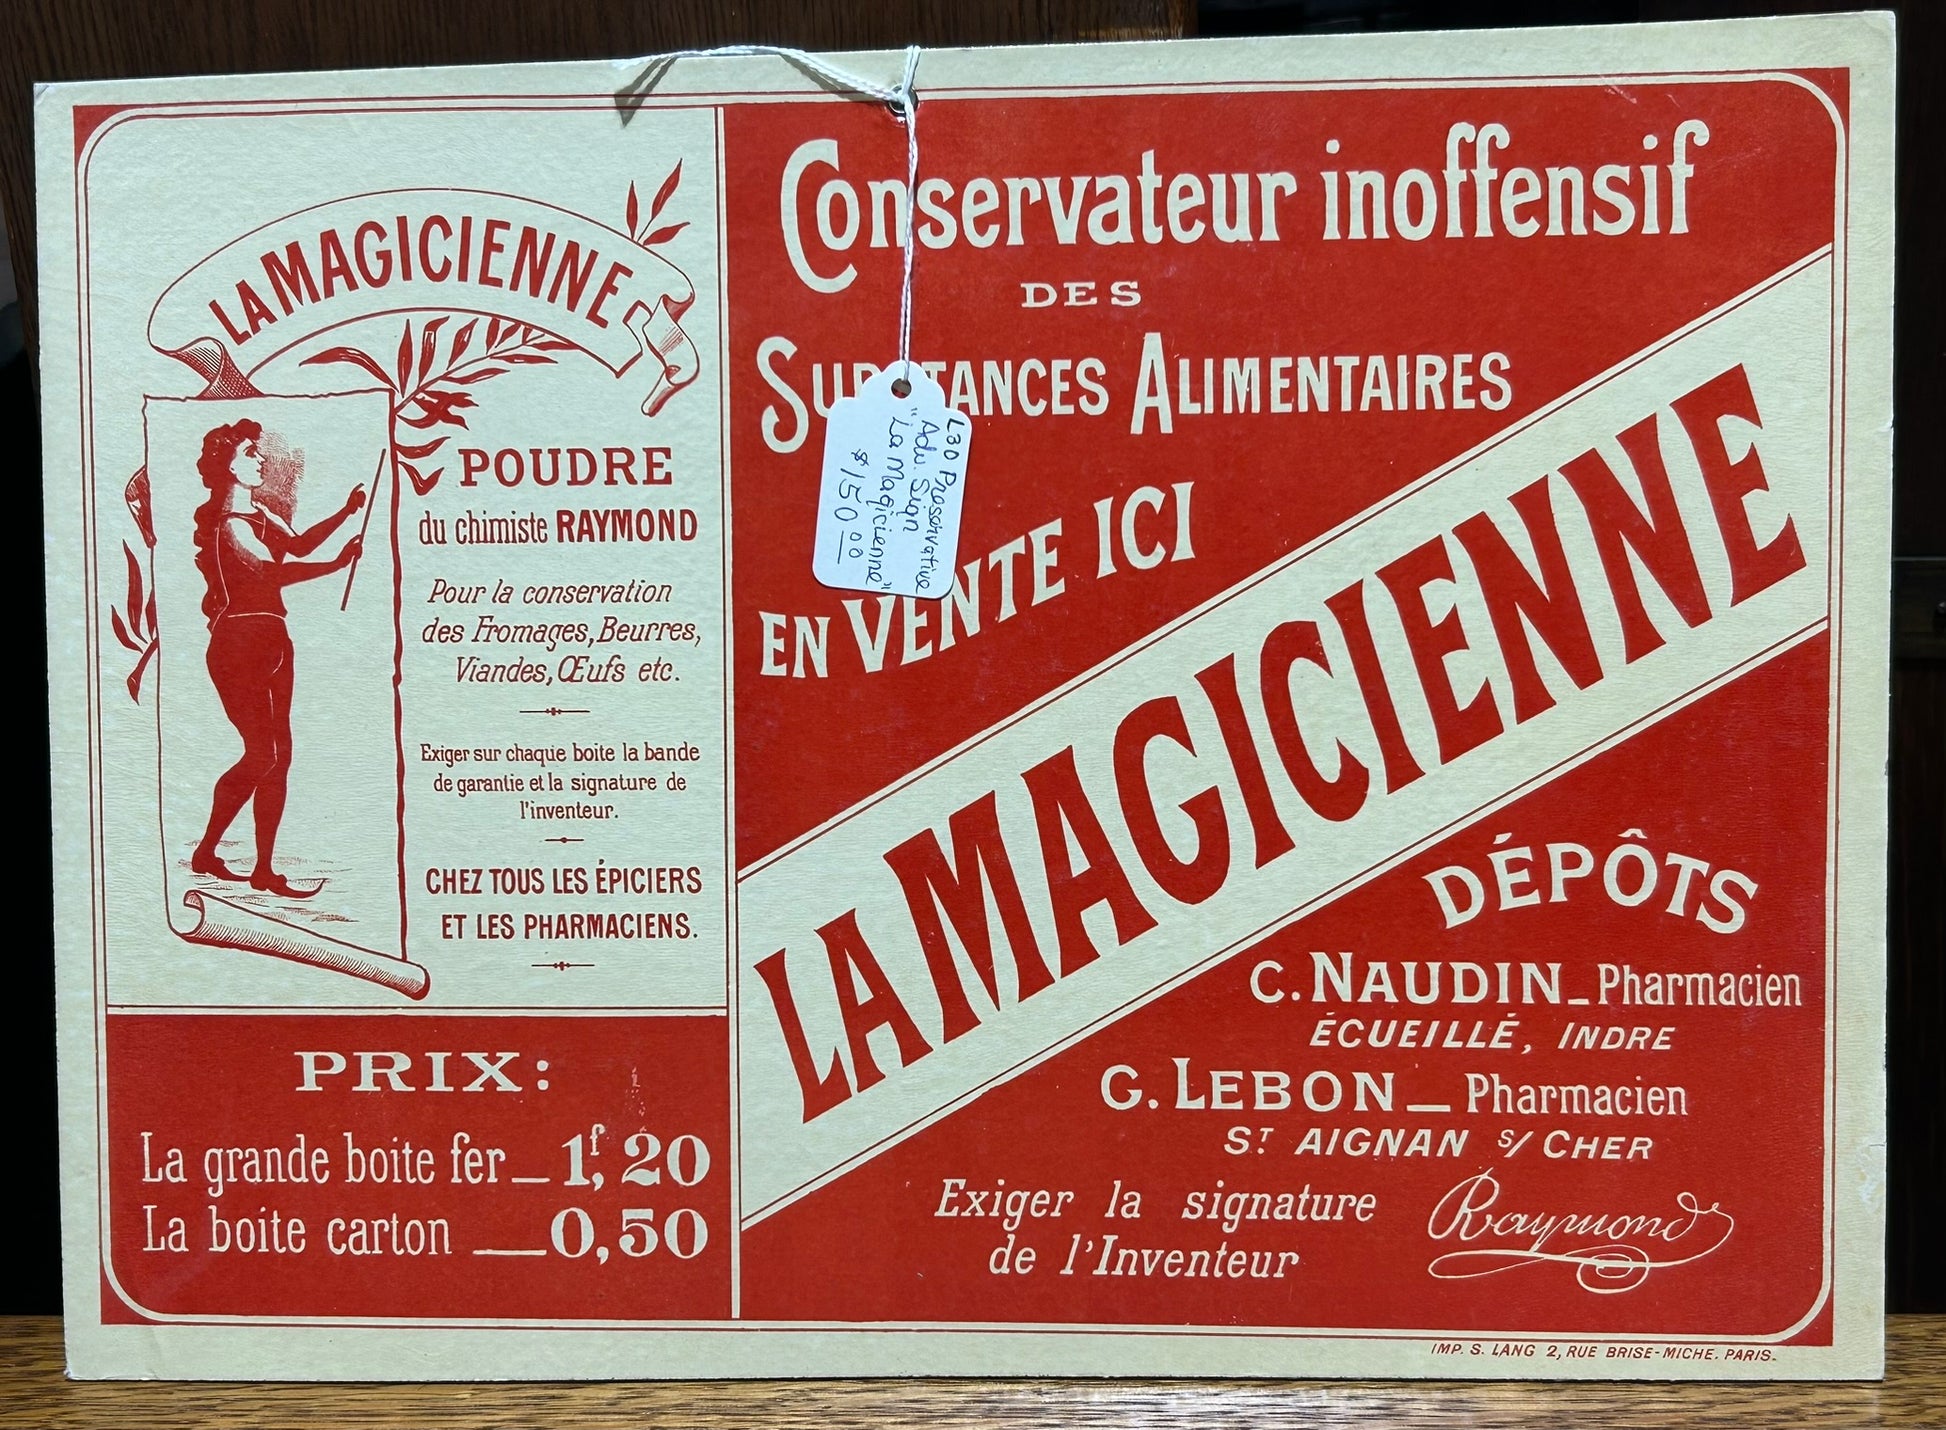 LA MAGICIENNE
POUDRE
du chimiste RAYMOND
Pour la conservation
des Fromages, Beurres,
Viandes, Œufs etc.
Exiger sur chaque boite la bande
de garantie et la signature de
l'inventeur.
CHEZ TOUS LES ÉPICIERS
ET LES PHARMACIENS.
PRIX:
La grande boite fer _ 1f, 20
La boite carton _ 0,50
Conservateur inoffensif
DES
SUBSTANCES ALIMENTAIRES
EN VENTE ICI
L30 Preservative
Adv. Sign
"La Magicienne"
$150.00
LA MAGICIENNE
DÉPÔTS
C. NAUDIN _ Pharmacien
ÉCUEILLÉ, INDRE
G. LEBON _ Pharmacien
ST AIGNAN S/ CHER
Exiger la signature
de l'Inventeur
Raymond
IMP. S. LANG 2, RUE BRISE-MICHE. PARIS.